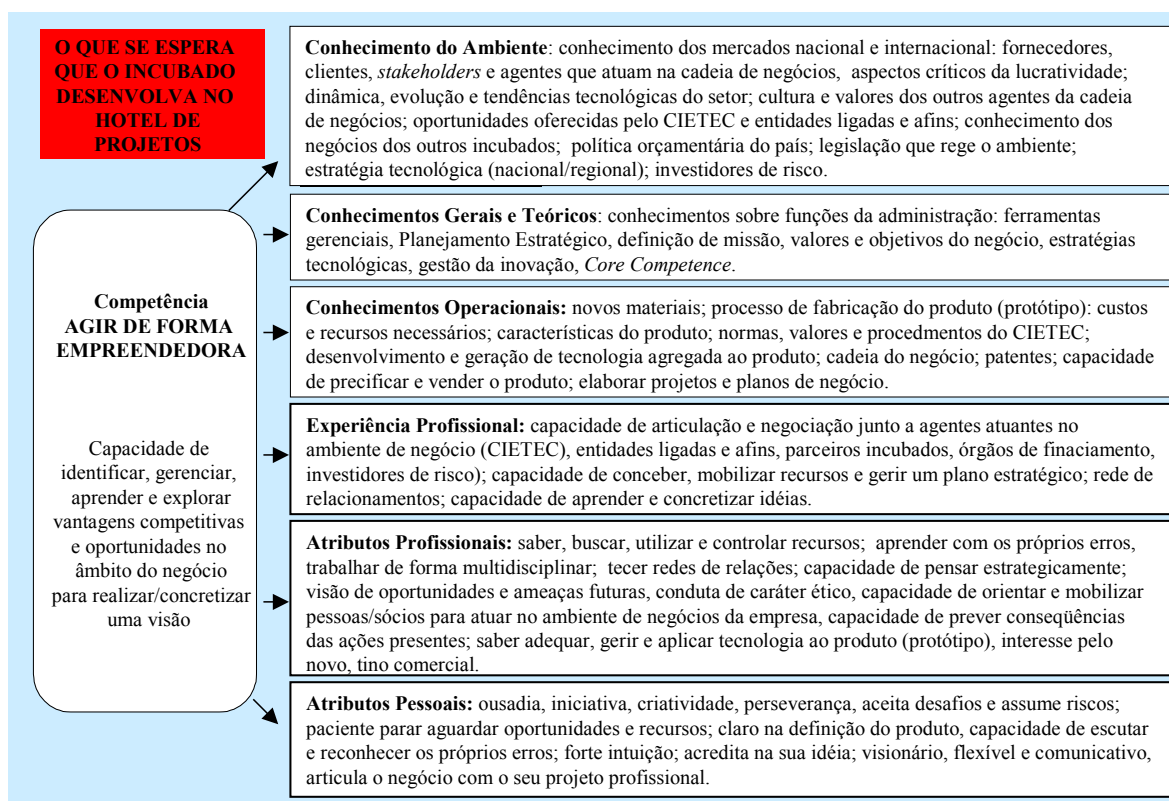 O QUE SE ESPERA
QUE O INCUBADO
DESENVOLVA NO
HOTEL DE
PROJETOS
Conhecimento do Ambiente: conhecimento dos mercados nacional e internacional: fornecedores,
clientes, stakeholders e agentes que atuam na cadeia de negócios, aspectos críticos da lucratividade;
dinâmica, evolução e tendências tecnológicas do setor; cultura e valores dos outros agentes da cadeia
de negócios; oportunidades oferecidas pelo CIETEC e entidades ligadas e afins; conhecimento dos
negócios dos outros incubados; política orçamentária do país; legislação que rege o ambiente;
estratégia tecnológica (nacional/regional); investidores de risco.
Competência
AGIR DE FORMA
EMPREENDEDORA
Capacidade de
identificar, gerenciar,
aprender e explorar
vantagens competitivas
e oportunidades no
âmbito do negócio
para realizar/concretizar
uma visão
Conhecimentos Gerais e Teóricos: conhecimentos sobre funções da administração: ferramentas
gerenciais, Planejamento Estratégico, definição de missão, valores e objetivos do negócio, estratégias
tecnológicas, gestão da inovação, Core Competence.
Conhecimentos Operacionais: novos materiais; processo de fabricação do produto (protótipo): custos
e recursos necessários; características do produto; normas, valores e procedmentos do CIETEC;
desenvolvimento e geração de tecnologia agregada ao produto; cadeia do negócio; patentes; capacidade
de precificar e vender o produto; elaborar projetos e planos de negócio.
Experiência Profissional: capacidade de articulação e negociação junto a agentes atuantes no
ambiente de negócio (CIETEC), entidades ligadas e afins, parceiros incubados, órgãos de finaciamento,
investidores de risco); capacidade de conceber, mobilizar recursos e gerir um plano estratégico; rede de
relacionamentos; capacidade de aprender e concretizar idéias.
Atributos Profissionais: saber, buscar, utilizar e controlar recursos; aprender com os próprios erros,
trabalhar de forma multidisciplinar; tecer redes de relações; capacidade de pensar estrategicamente;
visão de oportunidades e ameaças futuras, conduta de caráter ético, capacidade de orientar e mobilizar
pessoas/sócios para atuar no ambiente de negócios da empresa, capacidade de prever conseqüências
das ações presentes; saber adequar, gerir e aplicar tecnologia ao produto (protótipo), interesse pelo
novo, tino comercial.
Atributos Pessoais: ousadia, iniciativa, criatividade, perseverança, aceita desafios e assume riscos;
paciente parar aguardar oportunidades e recursos; claro na definição do produto, capacidade de escutar
e reconhecer os próprios erros; forte intuição; acredita na sua idéia; visionário, flexível e comunicativo,
articula o negócio com o seu projeto profissional.